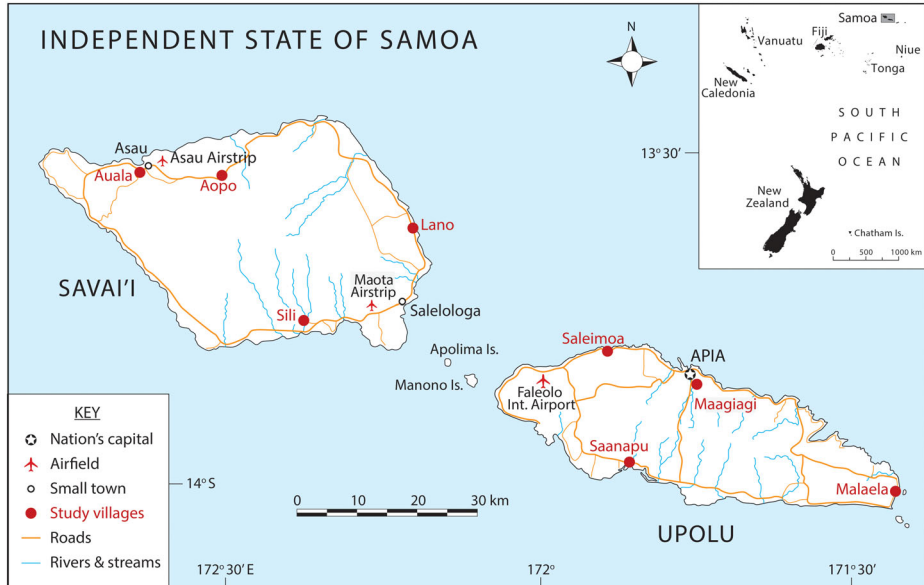 INDEPENDENT STATE OF SAMOA
N
Samoa
Vanuatu
Fiji
Niue
Tonga
New
Caledonia
SOUTH
PACIFIC
OCEAN
New
Zealand
Chatham Is.
0 500 1000 km
13° 30'
Asau
Asau Airstrip
Auala
Aopo
Lano
SAVAI'I
Maota
Airstrip
Salelologa
Sili
Apolima Is.
Manono Is.
Saleimoa
APIA
Faleolo
Int. Airport
Maagiagi
Saanapu
Malaela
UPOLU
KEY
Nation's capital
Airfield
Small town
Study villages
Roads
Rivers & streams
14° S
0 10 20 30 km
172° 30' E
172°
171° 30'